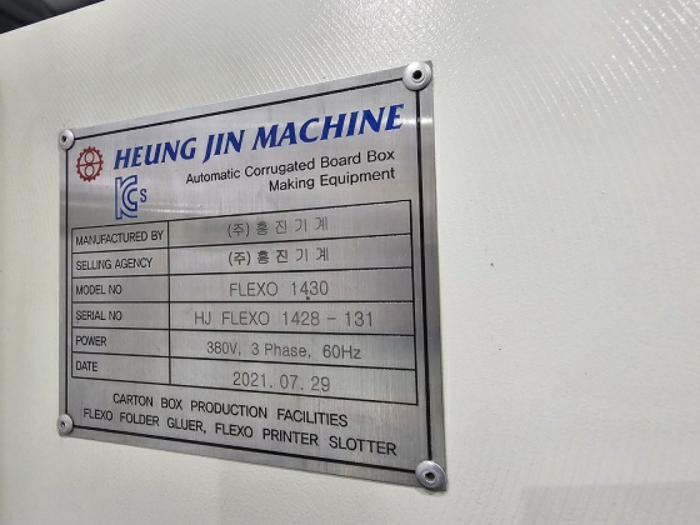 HEUNG JIN MACHINE
KCs
Automatic Corrugated Board Box
Making Equipment
MANUFACTURED BY (주) 흥 진 기 계
SELLING AGENCY (주) 흥 진 기 계
MODEL NO FLEXO 1430
SERIAL NO HJ FLEXO 1428 - 131
POWER 380V, 3 Phase, 60Hz
DATE 2021. 07. 29
CARTON BOX PRODUCTION FACILITIES
FLEXO FOLDER GLUER, FLEXO PRINTER SLOTTER